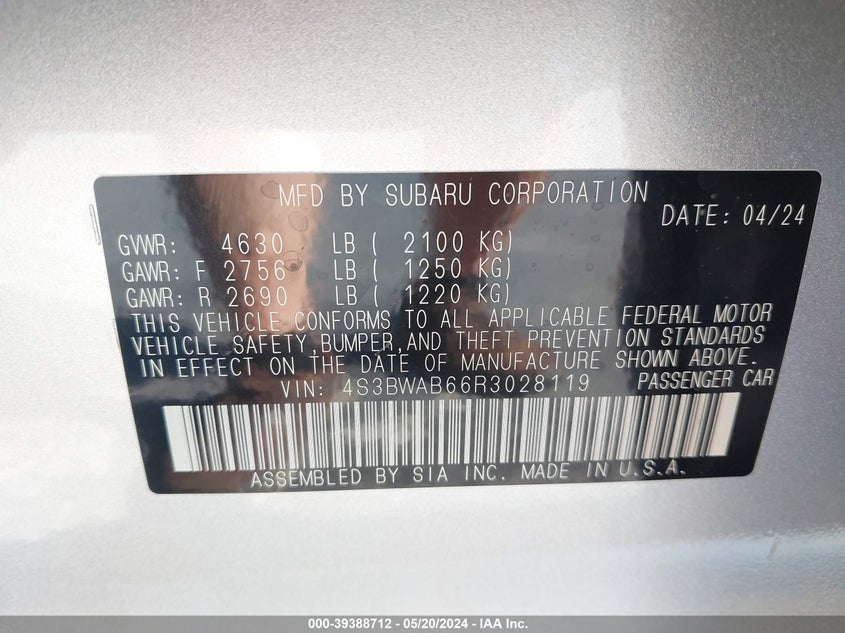 MFD BY SUBARU CORPORATION
DATE: 04/24
GVWR: 4630 LB ( 2100 KG)
GAWR: F 2756 LB ( 1250 KG)
GAWR: R 2690 LB ( 1220 KG)
THIS VEHICLE CONFORMS TO ALL APPLICABLE FEDERAL MOTOR
VEHICLE SAFETY, BUMPER, AND THEFT PREVENTION STANDARDS
IN EFFECT ON THE DATE OF MANUFACTURE SHOWN ABOVE.
VIN: 4S3BWAB66R3028119 PASSENGER CAR
ASSEMBLED BY SIA INC. MADE IN U.S.A.
000-39388712 - 05/20/2024 - IAA Inc.